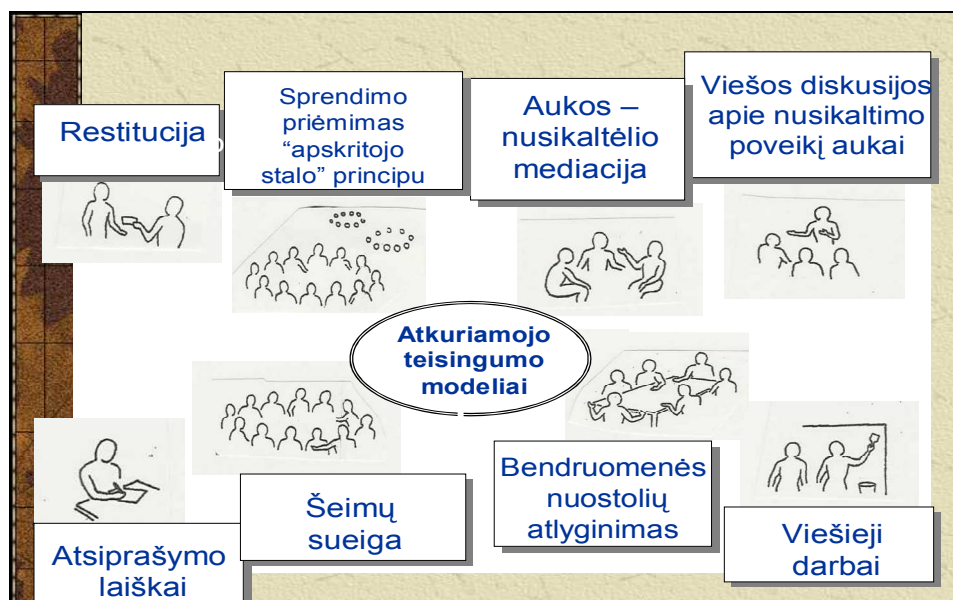 Restitucija
Sprendimo
priėmimas
“apskritojo
stalo” principu
Aukos –
nusikaltėlio
mediacija
Viešos diskusijos
apie nusikaltimo
poveikį aukai
Atkuriamojo
teisingumo
modeliai
Atsiprašymo
laiškai
Šeimų
sueiga
Bendruomenės
nuostolių
atlyginimas
Viešieji
darbai